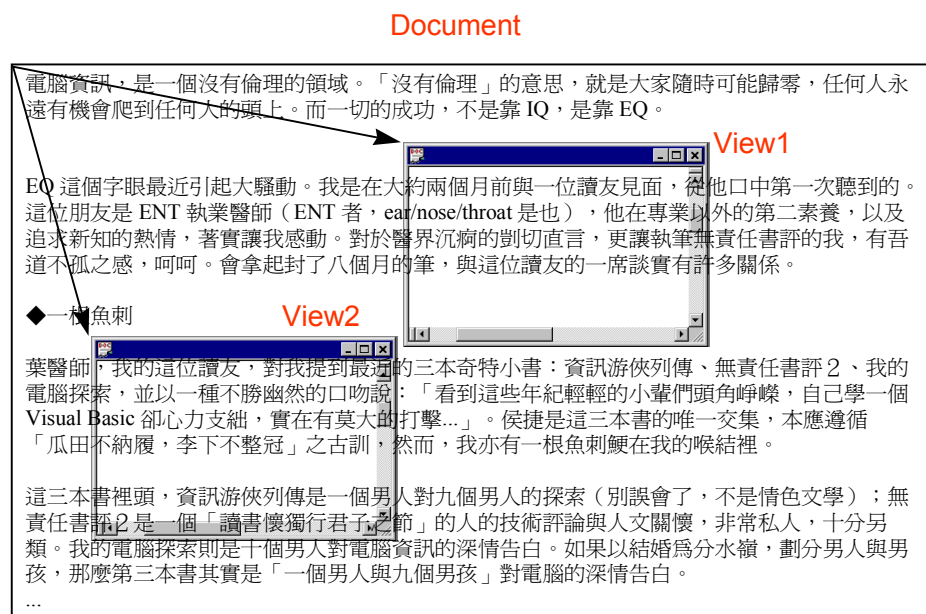 Document
電腦資訊，是一個沒有倫理的領域。「沒有倫理」的意思，就是大家隨時可能歸零，任何人永
遠有機會爬到任何人的頭上。而一切的成功，不是靠 IQ，是靠 EQ。
View1
EQ 這個字眼最近引起大騷動。我是在大約兩個月前與一位讀友見面，從他口中第一次聽到的。
這位朋友是 ENT 執業醫師（ENT 者，ear/nose/throat 是也），他在專業以外的第二素養，以及
追求新知的熱情，著實讓我感動。對於醫界沉痾的剴切直言，更讓執筆無責任書評的我，有吾
道不孤之感，呵呵。會拿起封了八個月的筆，與這位讀友的一席談實有許多關係。
◆一根魚刺
View2
葉醫師，我的這位讀友，對我提到最近的三本奇特小書：資訊游俠列傳、無責任書評２、我的
電腦探索，並以一種不勝幽然的口吻說：「看到這些年紀輕輕的小輩們頭角崢嶸，自己學一個
Visual Basic 卻心力支絀，實在有莫大的打擊...」。侯捷是這三本書的唯一交集，本應遵循
「瓜田不納履，李下不整冠」之古訓，然而，我亦有一根魚刺鯁在我的喉結裡。
這三本書裡頭，資訊游俠列傳是一個男人對九個男人的探索（別誤會了，不是情色文學）；無
責任書評２是一個「讀書懷獨行君子之節」的人的技術評論與人文關懷，非常私人，十分另
類。我的電腦探索則是十個男人對電腦資訊的深情告白。如果以結婚爲分水嶺，劃分男人與男
孩，那麼第三本書其實是「一個男人與九個男孩」對電腦的深情告白。
...